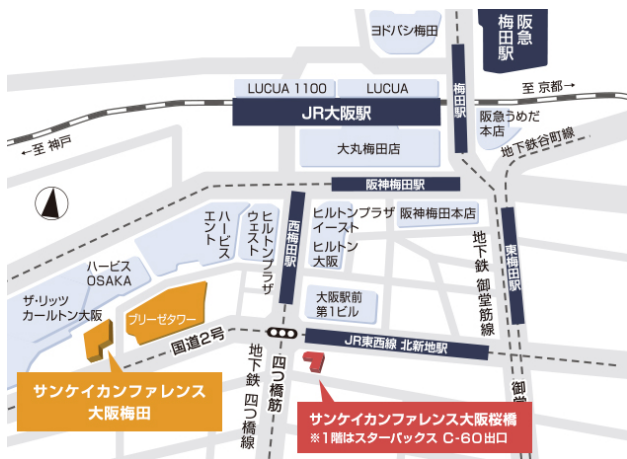 ヨドバシ梅田
阪急
梅田駅
LUCUA 1100
LUCUA
梅田駅
至 京都→
JR大阪駅
←至 神戸
阪急うめだ
本店
地下鉄谷町線
大丸梅田店
阪神梅田駅
ハービス
エント
ヒルトンプラザ
ウェスト
西梅田駅
ヒルトンプラザ
イースト
ヒルトン
大阪
阪神梅田本店
地下鉄 御堂筋線
東梅田駅
ハービス
OSAKA
ザ・リッツ
カールトン大阪
ブリーゼタワー
大阪駅前
第1ビル
国道2号
JR東西線 北新地駅
地下鉄 四つ橋線
四つ橋筋
御堂
サンケイカンファレンス
大阪梅田
サンケイカンファレンス大阪桜橋
※1階はスターバックス C-60出口